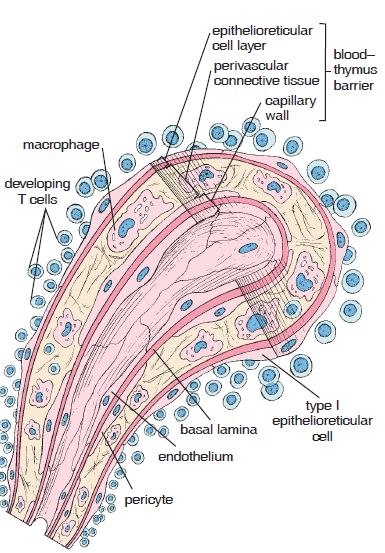 epithelioreticular
cell layer
perivascular
connective tissue
capillary
wall
blood–
thymus
barrier
macrophage
developing
T cells
type I
epithelioreticular
cell
basal lamina
endothelium
pericyte